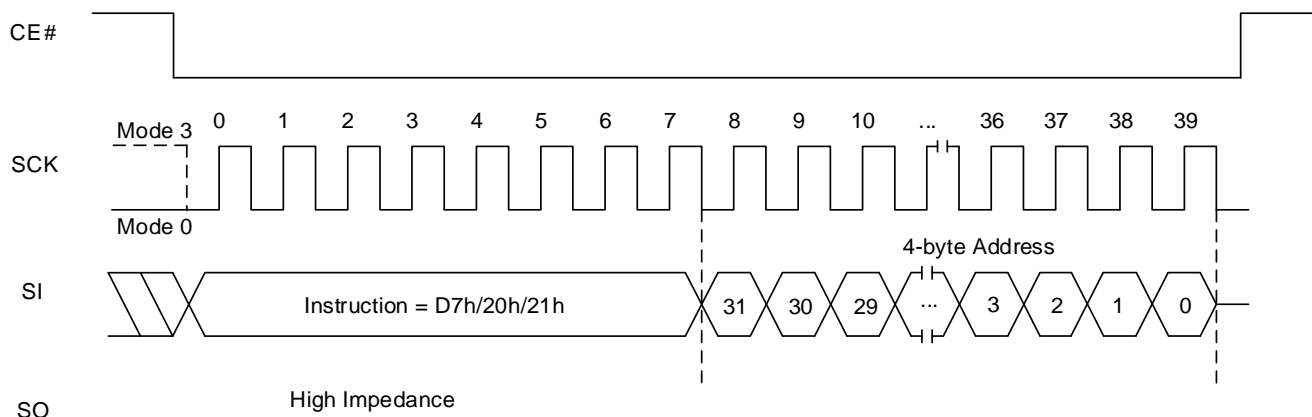 CE#
0 1 2 3 4 5 6 7 8 9 10 ... 36 37 38 39
Mode 3
SCK
Mode 0
4-byte Address
SI Instruction = D7h/20h/21h 31 30 29 ... 3 2 1 0
High Impedance
SO